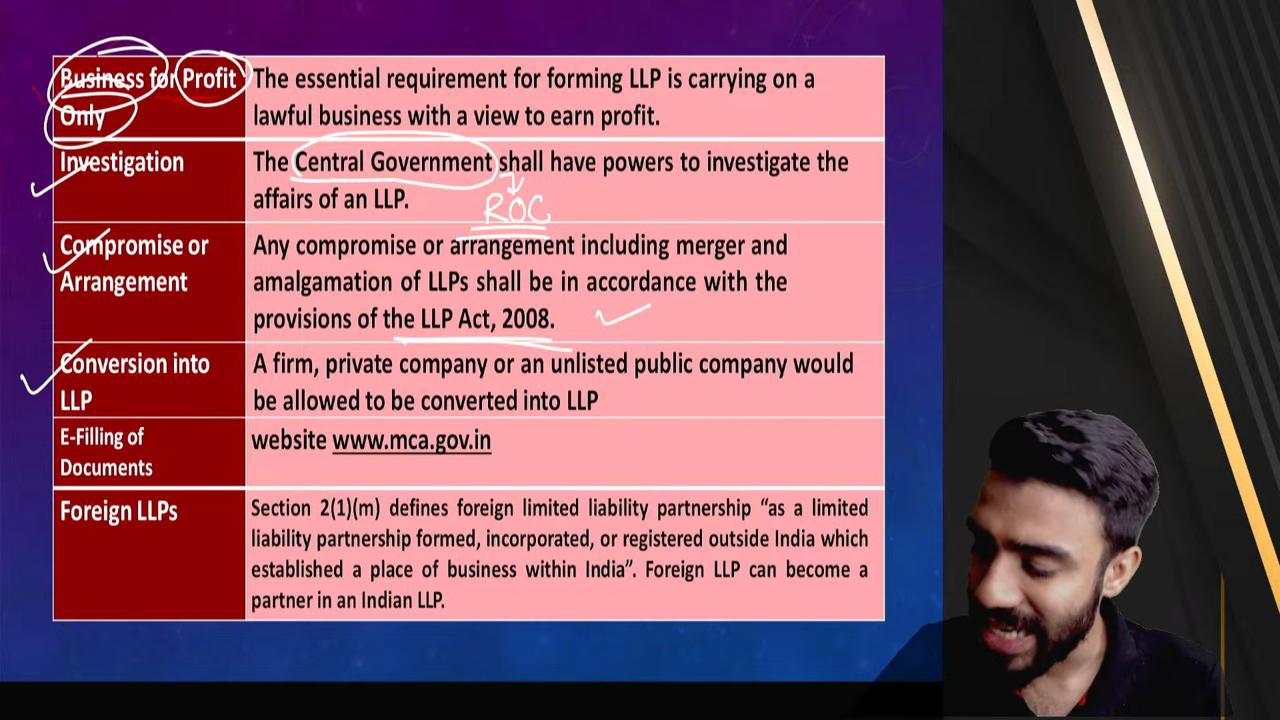 Business for Profit
Only
The essential requirement for forming LLP is carrying on a
lawful business with a view to earn profit.
Investigation
The Central Government shall have powers to investigate the
affairs of an LLP.
ROC
Compromise or
Arrangement
Any compromise or arrangement including merger and
amalgamation of LLPs shall be in accordance with the
provisions of the LLP Act, 2008.
Conversion into
LLP
A firm, private company or an unlisted public company would
be allowed to be converted into LLP
E-Filling of
Documents
website www.mca.gov.in
Foreign LLPs
Section 2(1)(m) defines foreign limited liability partnership “as a limited
liability partnership formed, incorporated, or registered outside India which
established a place of business within India”. Foreign LLP can become a
partner in an Indian LLP.